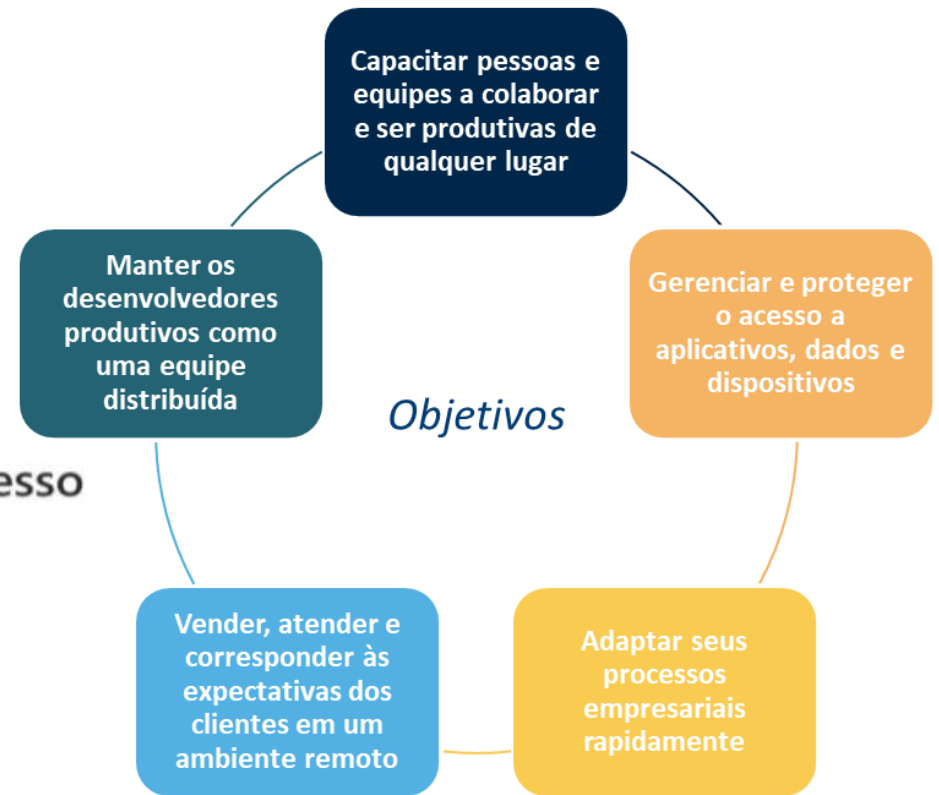 Capacitar pessoas e
equipes a colaborar
e ser produtivas de
qualquer lugar
Gerenciar e proteger
o acesso a
aplicativos, dados e
dispositivos
Adaptar seus
processos
empresariais
rapidamente
Vender, atender e
corresponder às
expectativas dos
clientes em um
ambiente remoto
Manter os
desenvolvedores
produtivos como
uma equipe
distribuída
Objetivos
esso